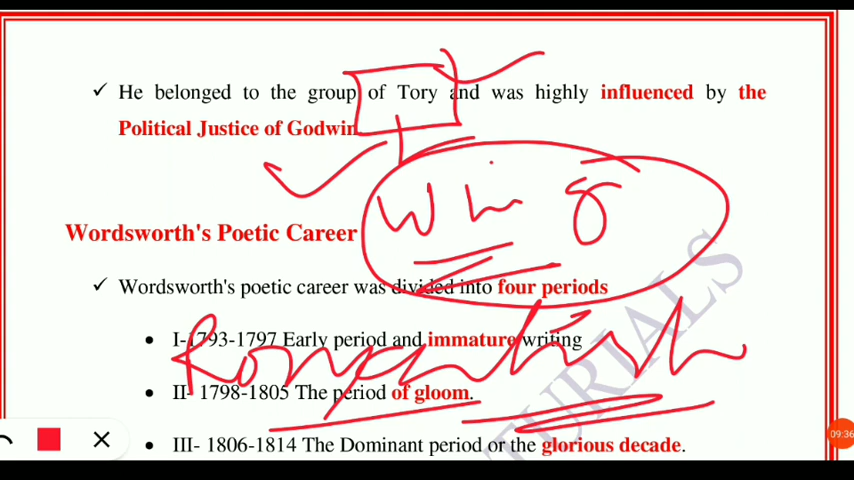 ✓ He belonged to the group of Tory and was highly influenced by the
Political Justice of Godwin.
Whig
Wordsworth's Poetic Career
✓ Wordsworth's poetic career was divided into four periods
• I-1793-1797 Early period and immature writing
• II- 1798-1805 The period of gloom.
• III- 1806-1814 The Dominant period or the glorious decade.
TURIALS
09:36